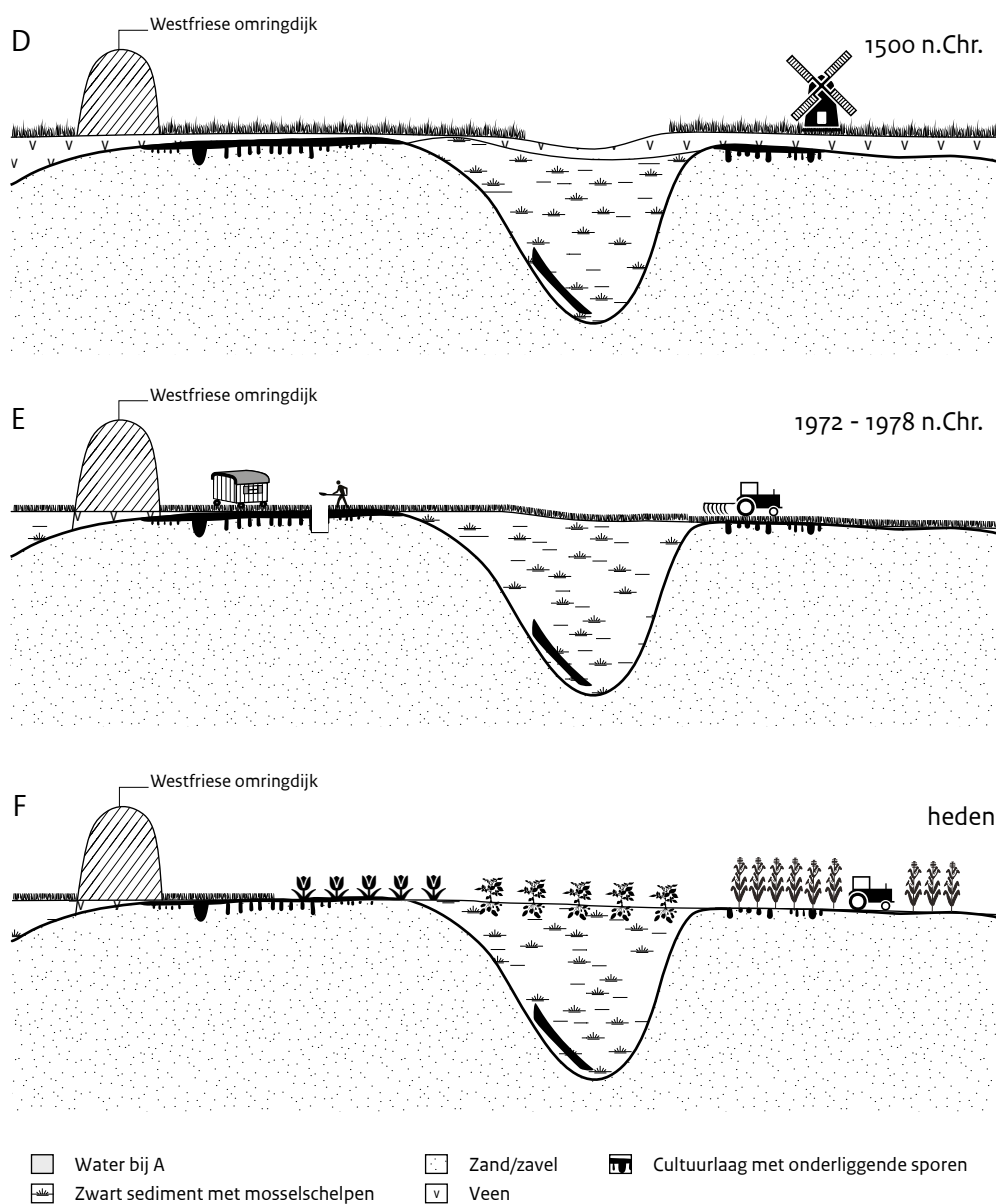 D
Westfriese omringdijk
1500 n.Chr.
E
Westfriese omringdijk
1972 - 1978 n.Chr.
F
Westfriese omringdijk
heden
Water bij A
Zand/zavel
Cultuurlaag met onderliggende sporen
Zwart sediment met mosselschelpen
v Veen